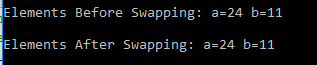 Elements Before Swapping: a=24 b=11
Elements After Swapping: a=24 b=11